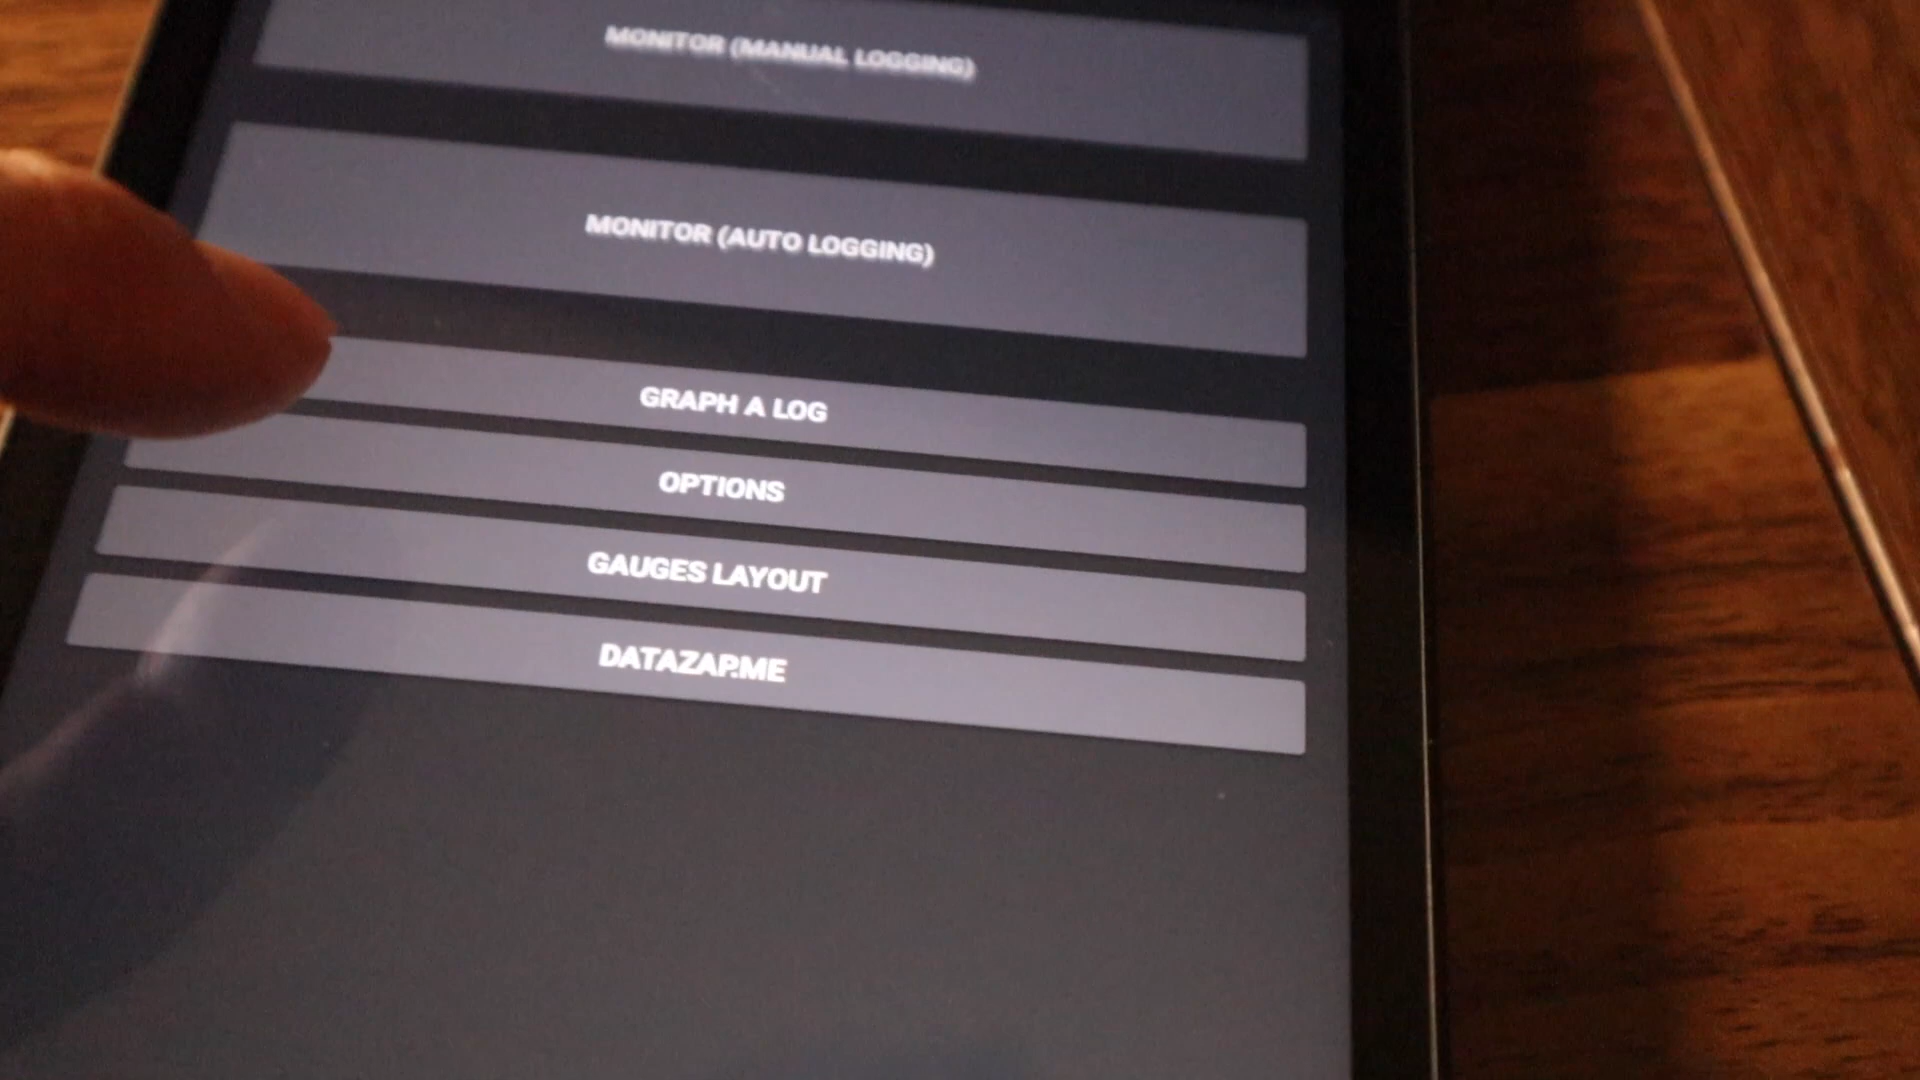 MONITOR (MANUAL LOGGING)
MONITOR (AUTO LOGGING)
GRAPH A LOG
OPTIONS
GAUGES LAYOUT
DATAZAP.ME